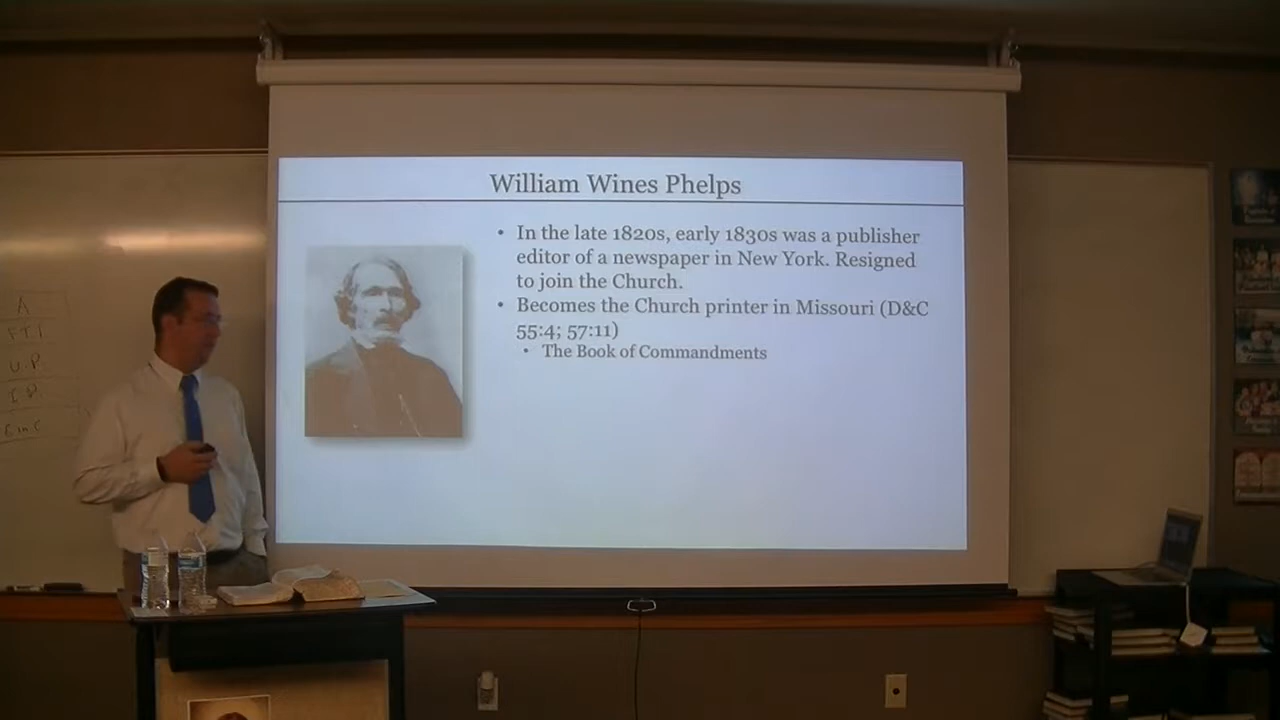 William Wines Phelps
• In the late 1820s, early 1830s was a publisher
editor of a newspaper in New York. Resigned
to join the Church.
• Becomes the Church printer in Missouri (D&C
55:4; 57:11)
• The Book of Commandments
A
FTI
U.P.